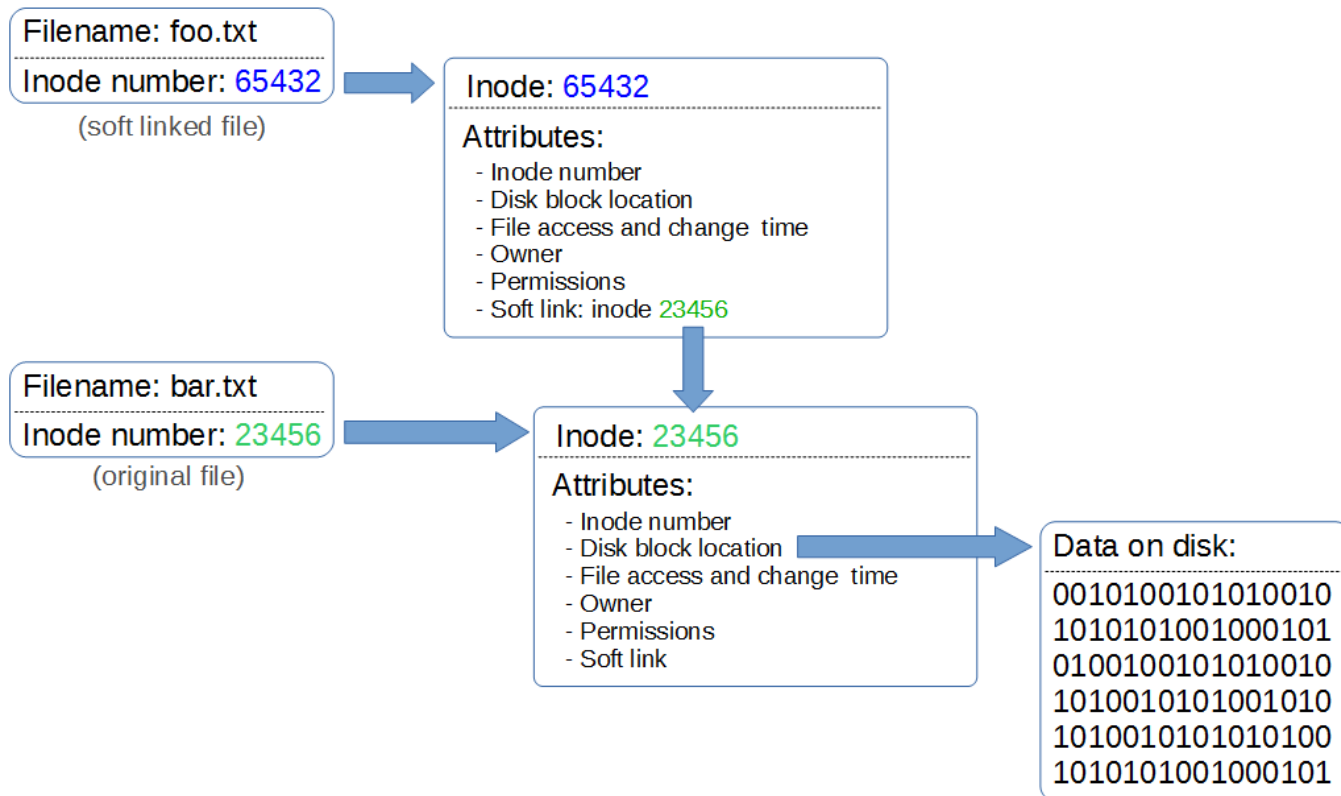 Filename: foo.txt
Inode number: 65432
(soft linked file)
Inode: 65432
Attributes:
- Inode number
- Disk block location
- File access and change time
- Owner
- Permissions
- Soft link: inode 23456
Filename: bar.txt
Inode number: 23456
(original file)
Inode: 23456
Attributes:
- Inode number
- Disk block location
- File access and change time
- Owner
- Permissions
- Soft link
Data on disk:
0010100101010010
1010101001000101
0100100101010010
1010010101001010
1010010101010100
1010101001000101